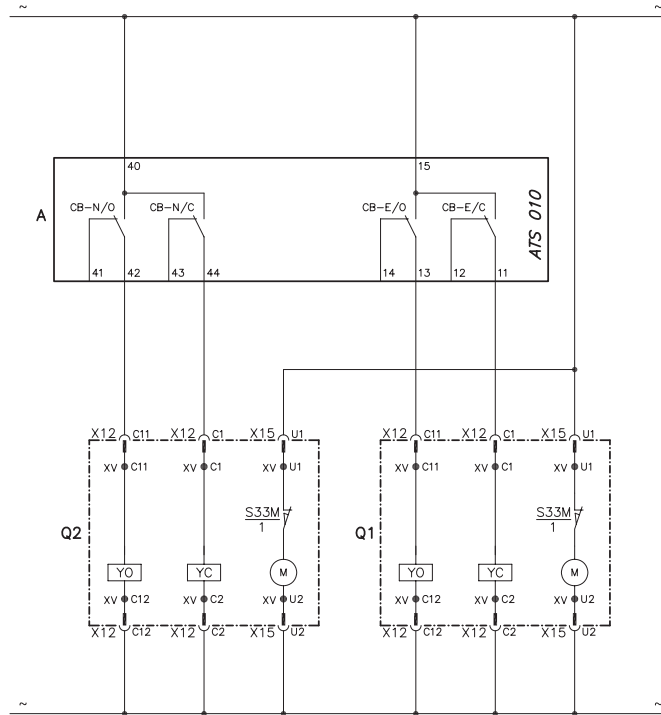 ~ ~
40 15
CB-N/O CB-N/C CB-E/O CB-E/C
A
ATS 010
41 42 43 44 14 13 12 11
X12 C11 X12 C1 X15 U1 X12 C11 X12 C1 X15 U1
XV C11 XV C1 XV U1 XV C11 XV C1 XV U1
S33M S33M
1 1
Q2 Q1
YO YC M YO YC M
XV C12 XV C2 XV U2 XV C12 XV C2 XV U2
X12 C12 X12 C2 X15 U2 X12 C12 X12 C2 X15 U2
~ ~